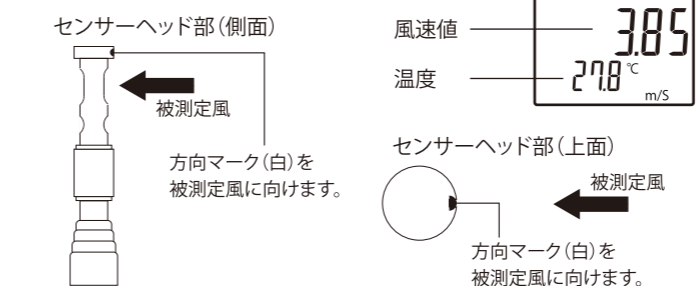 センサーヘッド部(側面)
被測定風
方向マーク(白)を
被測定風に向けます。
風速値
3.85
温度
27.8 ℃
m/S
センサーヘッド部(上面)
被測定風
方向マーク(白)を
被測定風に向けます。